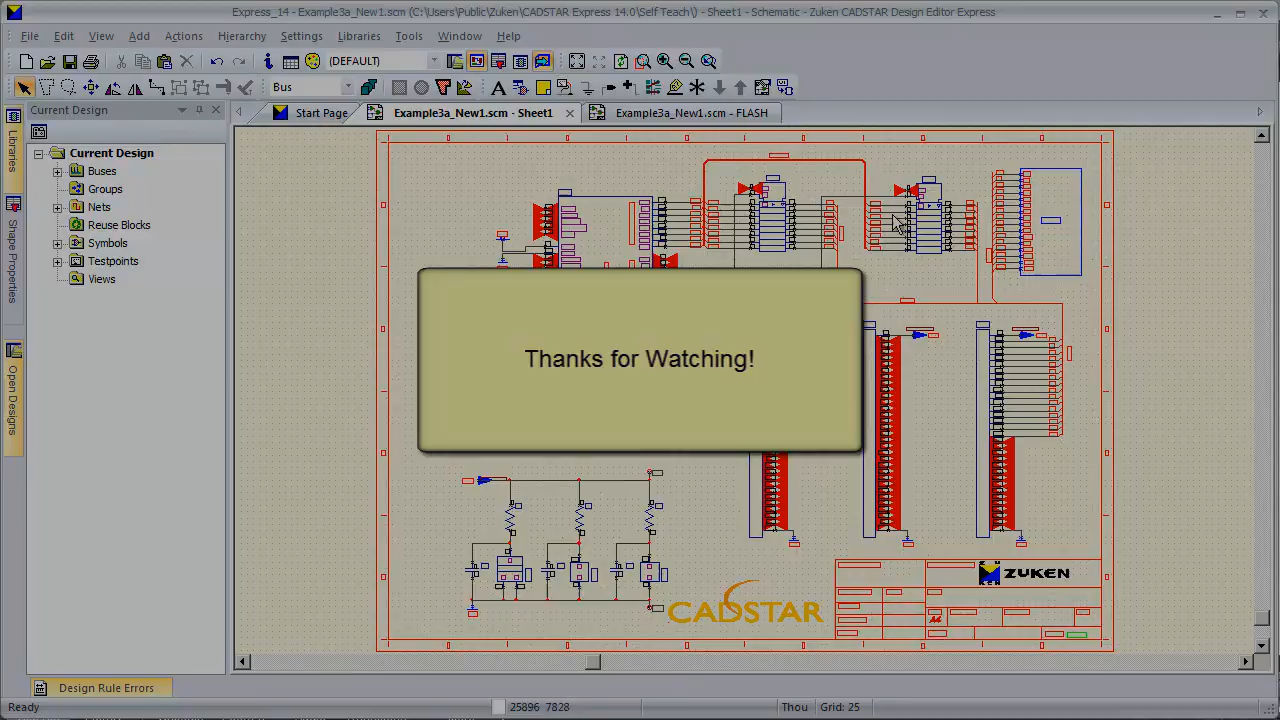 Express_14 - Example3a_New1.scm (C:\Users\Public\Zuken\CADSTAR Express 14.0\Self Teach\) - Sheet1 - Schematic - Zuken CADSTAR Design Editor Express
File Edit View Add Actions Hierarchy Settings Libraries Tools Window Help
(DEFAULT)
Bus
Current Design
Start Page Example3a_New1.scm - Sheet1 Example3a_New1.scm - FLASH
Libraries
Shape Properties
Open Designs
Current Design
Buses
Groups
Nets
Reuse Blocks
Symbols
Testpoints
Views
Thanks for Watching!
ZUKEN
CADSTAR
Design Rule Errors
Ready 25896 7828 Thou Grid: 25